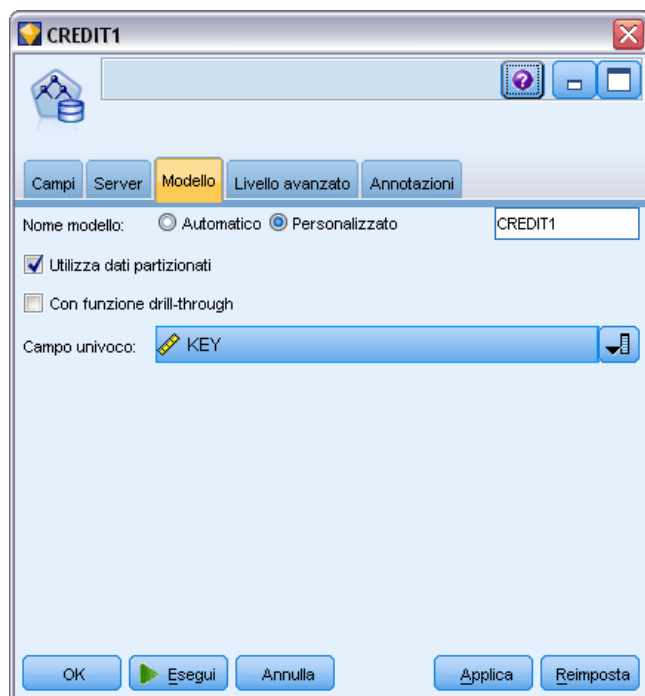 CREDIT1
Campi Server Modello Livello avanzato Annotazioni
Nome modello: Automatico Personalizzato CREDIT1
Utilizza dati partizionati
Con funzione drill-through
Campo univoco: KEY
OK Esegui Annulla Applica Reimposta